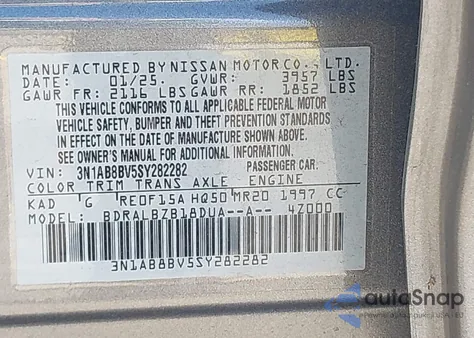 MANUFACTURED BY NISSAN MOTOR CO., LTD.
DATE: 01/25. GVWR: 3957 LBS
GAWR FR: 2116 LBS GAWR RR: 1852 LBS
THIS VEHICLE CONFORMS TO ALL APPLICABLE FEDERAL MOTOR
VEHICLE SAFETY, BUMPER AND THEFT PREVENTION STANDARDS
IN EFFECT ON THE DATE OF MANUFACTURE SHOWN ABOVE.
SEE OWNER'S MANUAL FOR ADDITIONAL INFORMATION.
VIN: 3N1AB8BV5SY282282 PASSENGER CAR.
COLOR TRIM TRANS AXLE ENGINE
KAD G RE0F15A HQ50 MR20 1997 CC
MODEL: BDRALBZB18DUA--A-- 4Z000
3N1AB8BV5SY282282
autoSnap